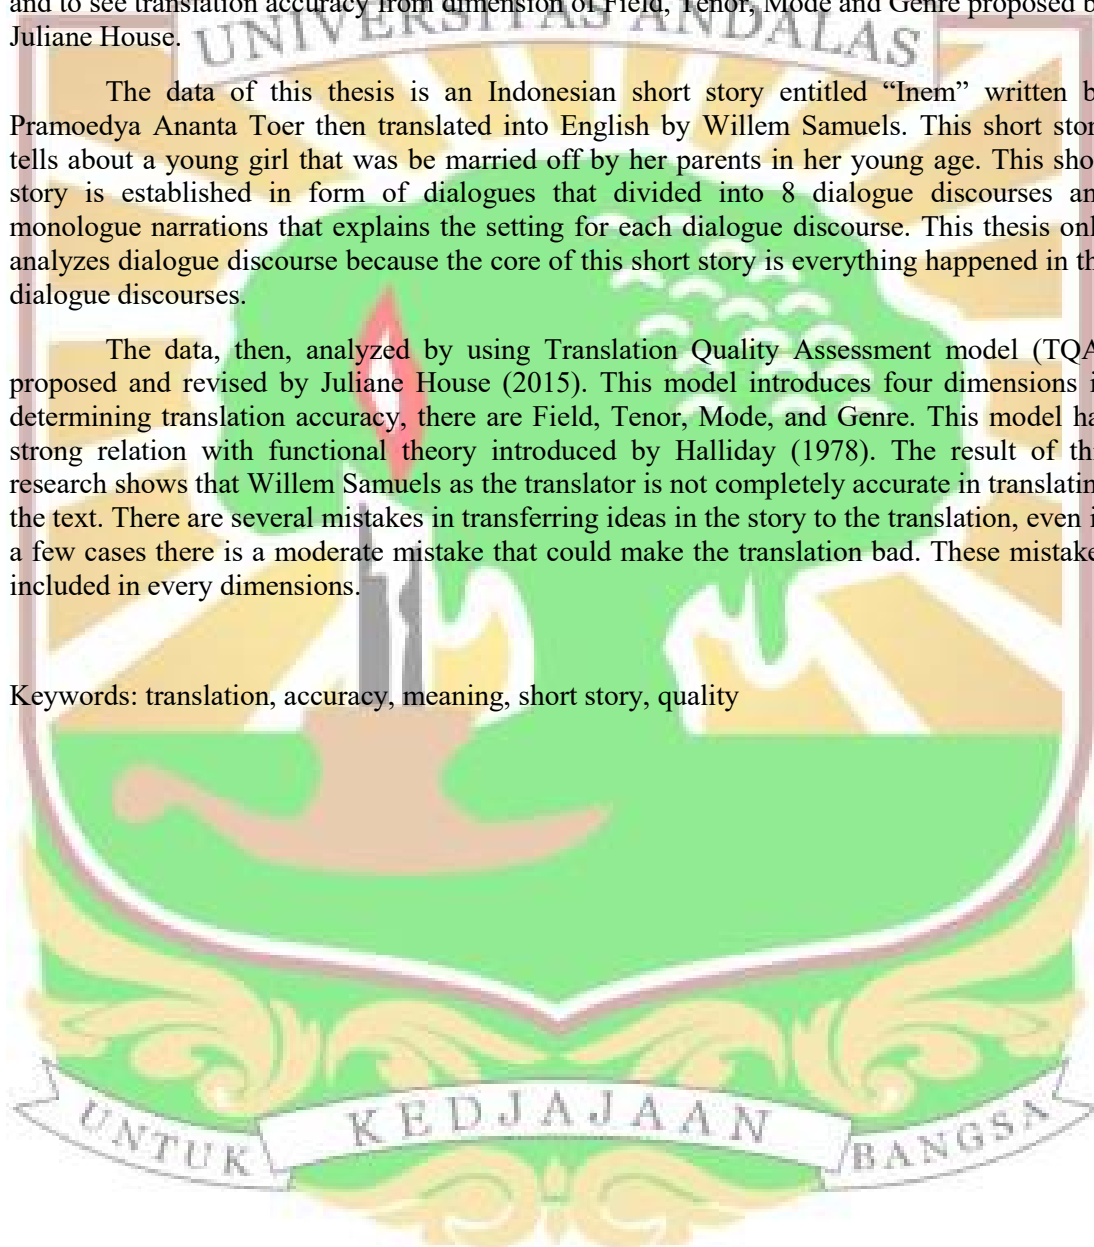 and to see translation accuracy from dimension of Field, Tenor, Mode and Genre proposed b
Juliane House.
UNIVERSITAS ANDALAS
The data of this thesis is an Indonesian short story entitled “Inem” written b
Pramoedya Ananta Toer then translated into English by Willem Samuels. This short stor
tells about a young girl that was be married off by her parents in her young age. This sho
story is established in form of dialogues that divided into 8 dialogue discourses an
monologue narrations that explains the setting for each dialogue discourse. This thesis onl
analyzes dialogue discourse because the core of this short story is everything happened in th
dialogue discourses.
The data, then, analyzed by using Translation Quality Assessment model (TQA
proposed and revised by Juliane House (2015). This model introduces four dimensions i
determining translation accuracy, there are Field, Tenor, Mode, and Genre. This model ha
strong relation with functional theory introduced by Halliday (1978). The result of thi
research shows that Willem Samuels as the translator is not completely accurate in translatin
the text. There are several mistakes in transferring ideas in the story to the translation, even i
a few cases there is a moderate mistake that could make the translation bad. These mistake
included in every dimensions.
Keywords: translation, accuracy, meaning, short story, quality
UNTUK KEDJAJAAN BANGSA